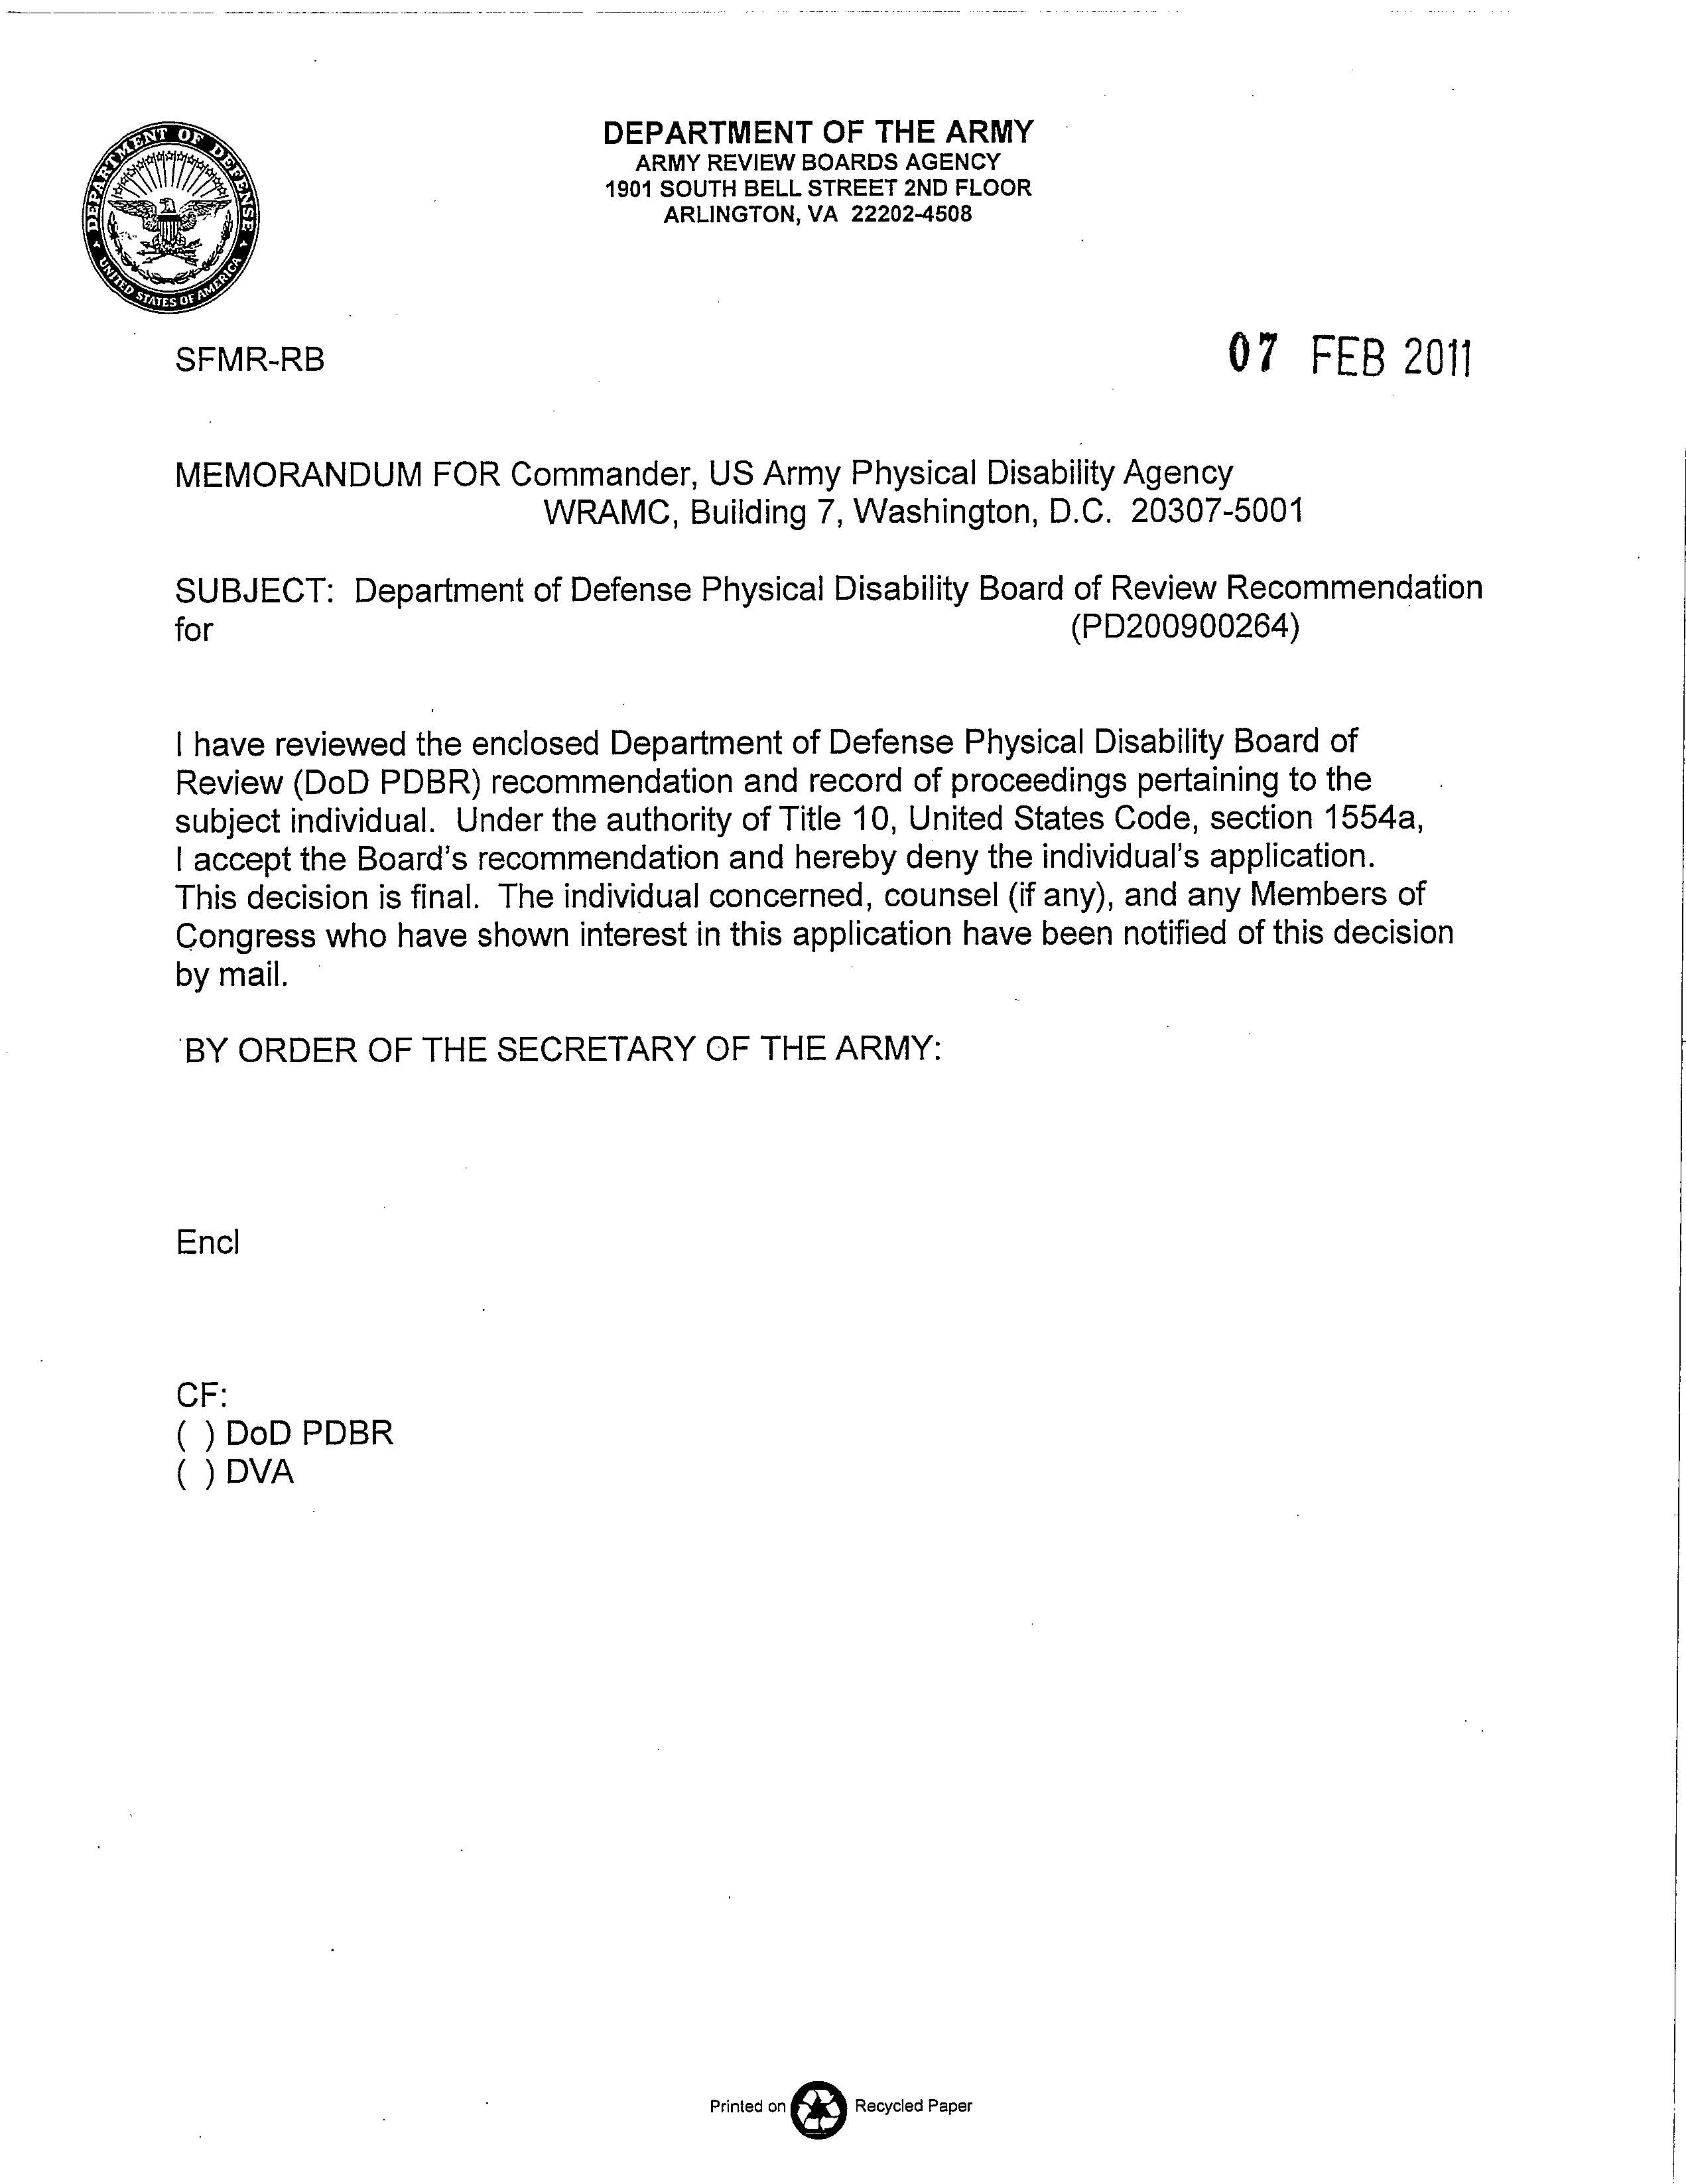 DEPARTMENT OF DEFENSE
UNITED STATES OF AMERICA
DEPARTMENT OF THE ARMY
ARMY REVIEW BOARDS AGENCY
1901 SOUTH BELL STREET 2ND FLOOR
ARLINGTON, VA 22202-4508
SFMR-RB
07 FEB 2011
MEMORANDUM FOR Commander, US Army Physical Disability Agency
WRAMC, Building 7, Washington, D.C. 20307-5001
SUBJECT: Department of Defense Physical Disability Board of Review Recommendation
for (PD200900264)
I have reviewed the enclosed Department of Defense Physical Disability Board of
Review (DoD PDBR) recommendation and record of proceedings pertaining to the
subject individual. Under the authority of Title 10, United States Code, section 1554a,
I accept the Board's recommendation and hereby deny the individual's application.
This decision is final. The individual concerned, counsel (if any), and any Members of
Congress who have shown interest in this application have been notified of this decision
by mail.
BY ORDER OF THE SECRETARY OF THE ARMY:
Encl
CF:
( ) DoD PDBR
( ) DVA
Printed on Recycled Paper